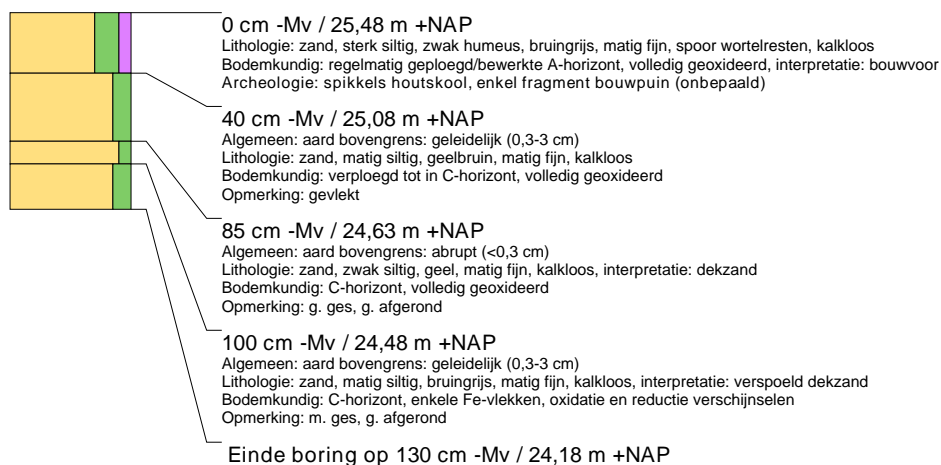 0 cm -Mv / 25,48 m +NAP
Lithologie: zand, sterk siltig, zwak humeus, bruingrijs, matig fijn, spoor wortelresten, kalkloos
Bodemkundig: regelmatig geploegd/bewerkte A-horizont, volledig geoxideerd, interpretatie: bouwvoor
Archeologie: spikkels houtskool, enkel fragment bouwpuin (onbepaald)
40 cm -Mv / 25,08 m +NAP
Algemeen: aard bovengrens: geleidelijk (0,3-3 cm)
Lithologie: zand, matig siltig, geelbruin, matig fijn, kalkloos
Bodemkundig: verploegd tot in C-horizont, volledig geoxideerd
Opmerking: gevlekt
85 cm -Mv / 24,63 m +NAP
Algemeen: aard bovengrens: abrupt (<0,3 cm)
Lithologie: zand, zwak siltig, geel, matig fijn, kalkloos, interpretatie: dekzand
Bodemkundig: C-horizont, volledig geoxideerd
Opmerking: g. ges, g. afgerond
100 cm -Mv / 24,48 m +NAP
Algemeen: aard bovengrens: geleidelijk (0,3-3 cm)
Lithologie: zand, matig siltig, bruingrijs, matig fijn, kalkloos, interpretatie: verspoeld dekzand
Bodemkundig: C-horizont, enkele Fe-vlekken, oxidatie en reductie verschijnselen
Opmerking: m. ges, g. afgerond
Einde boring op 130 cm -Mv / 24,18 m +NAP